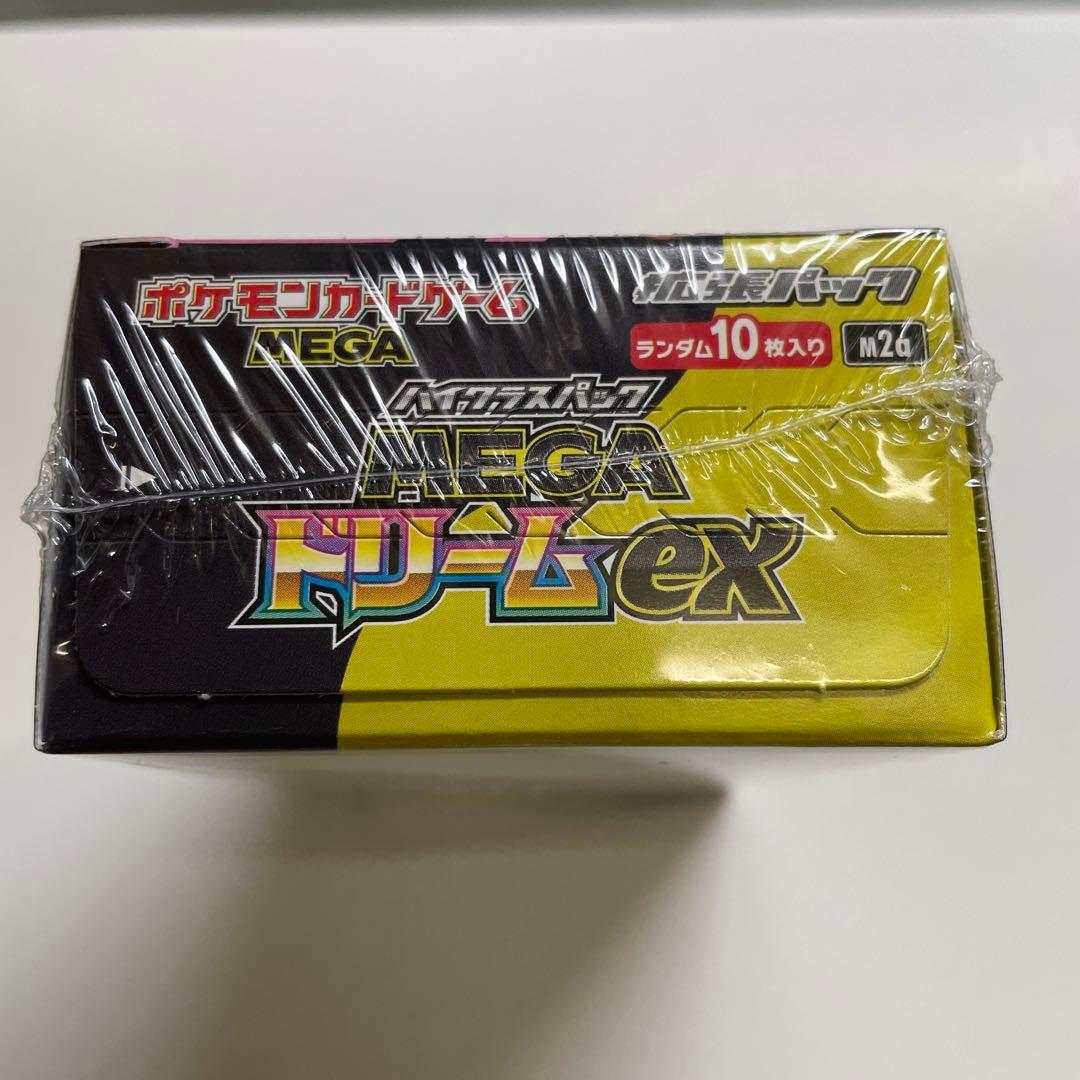 ポケモンカードゲーム
MEGA
拡張パック
ランダム10枚入り
M2a
ハイクラスパック
MEGA
ドリームex